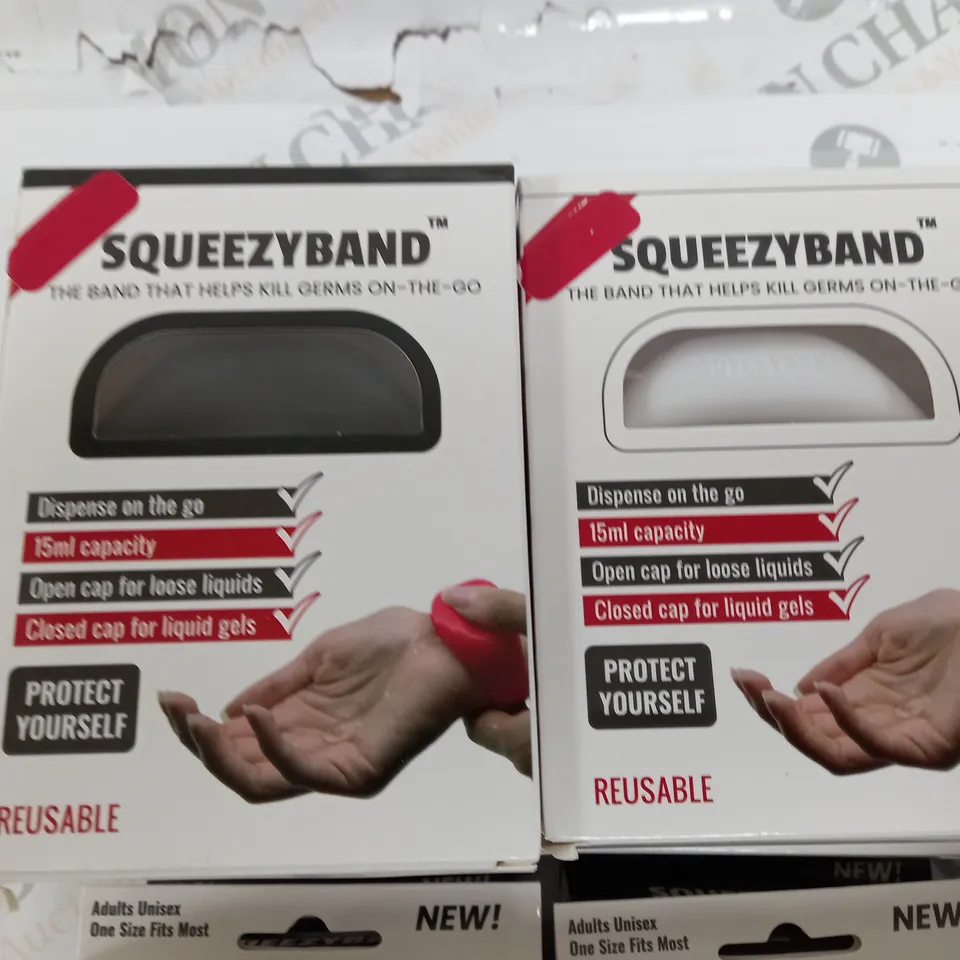 SQUEEZYBAND™
THE BAND THAT HELPS KILL GERMS ON-THE-GO
Dispense on the go
15ml capacity
Open cap for loose liquids
Closed cap for liquid gels
PROTECT
YOURSELF
REUSABLE
SQUEEZYBAND™
THE BAND THAT HELPS KILL GERMS ON-THE-G
Dispense on the go
15ml capacity
Open cap for loose liquids
Closed cap for liquid gels
PROTECT
YOURSELF
REUSABLE
Adults Unisex
One Size Fits Most
NEW!
NEW!
Adults Unisex
One Size Fits Most
NEW